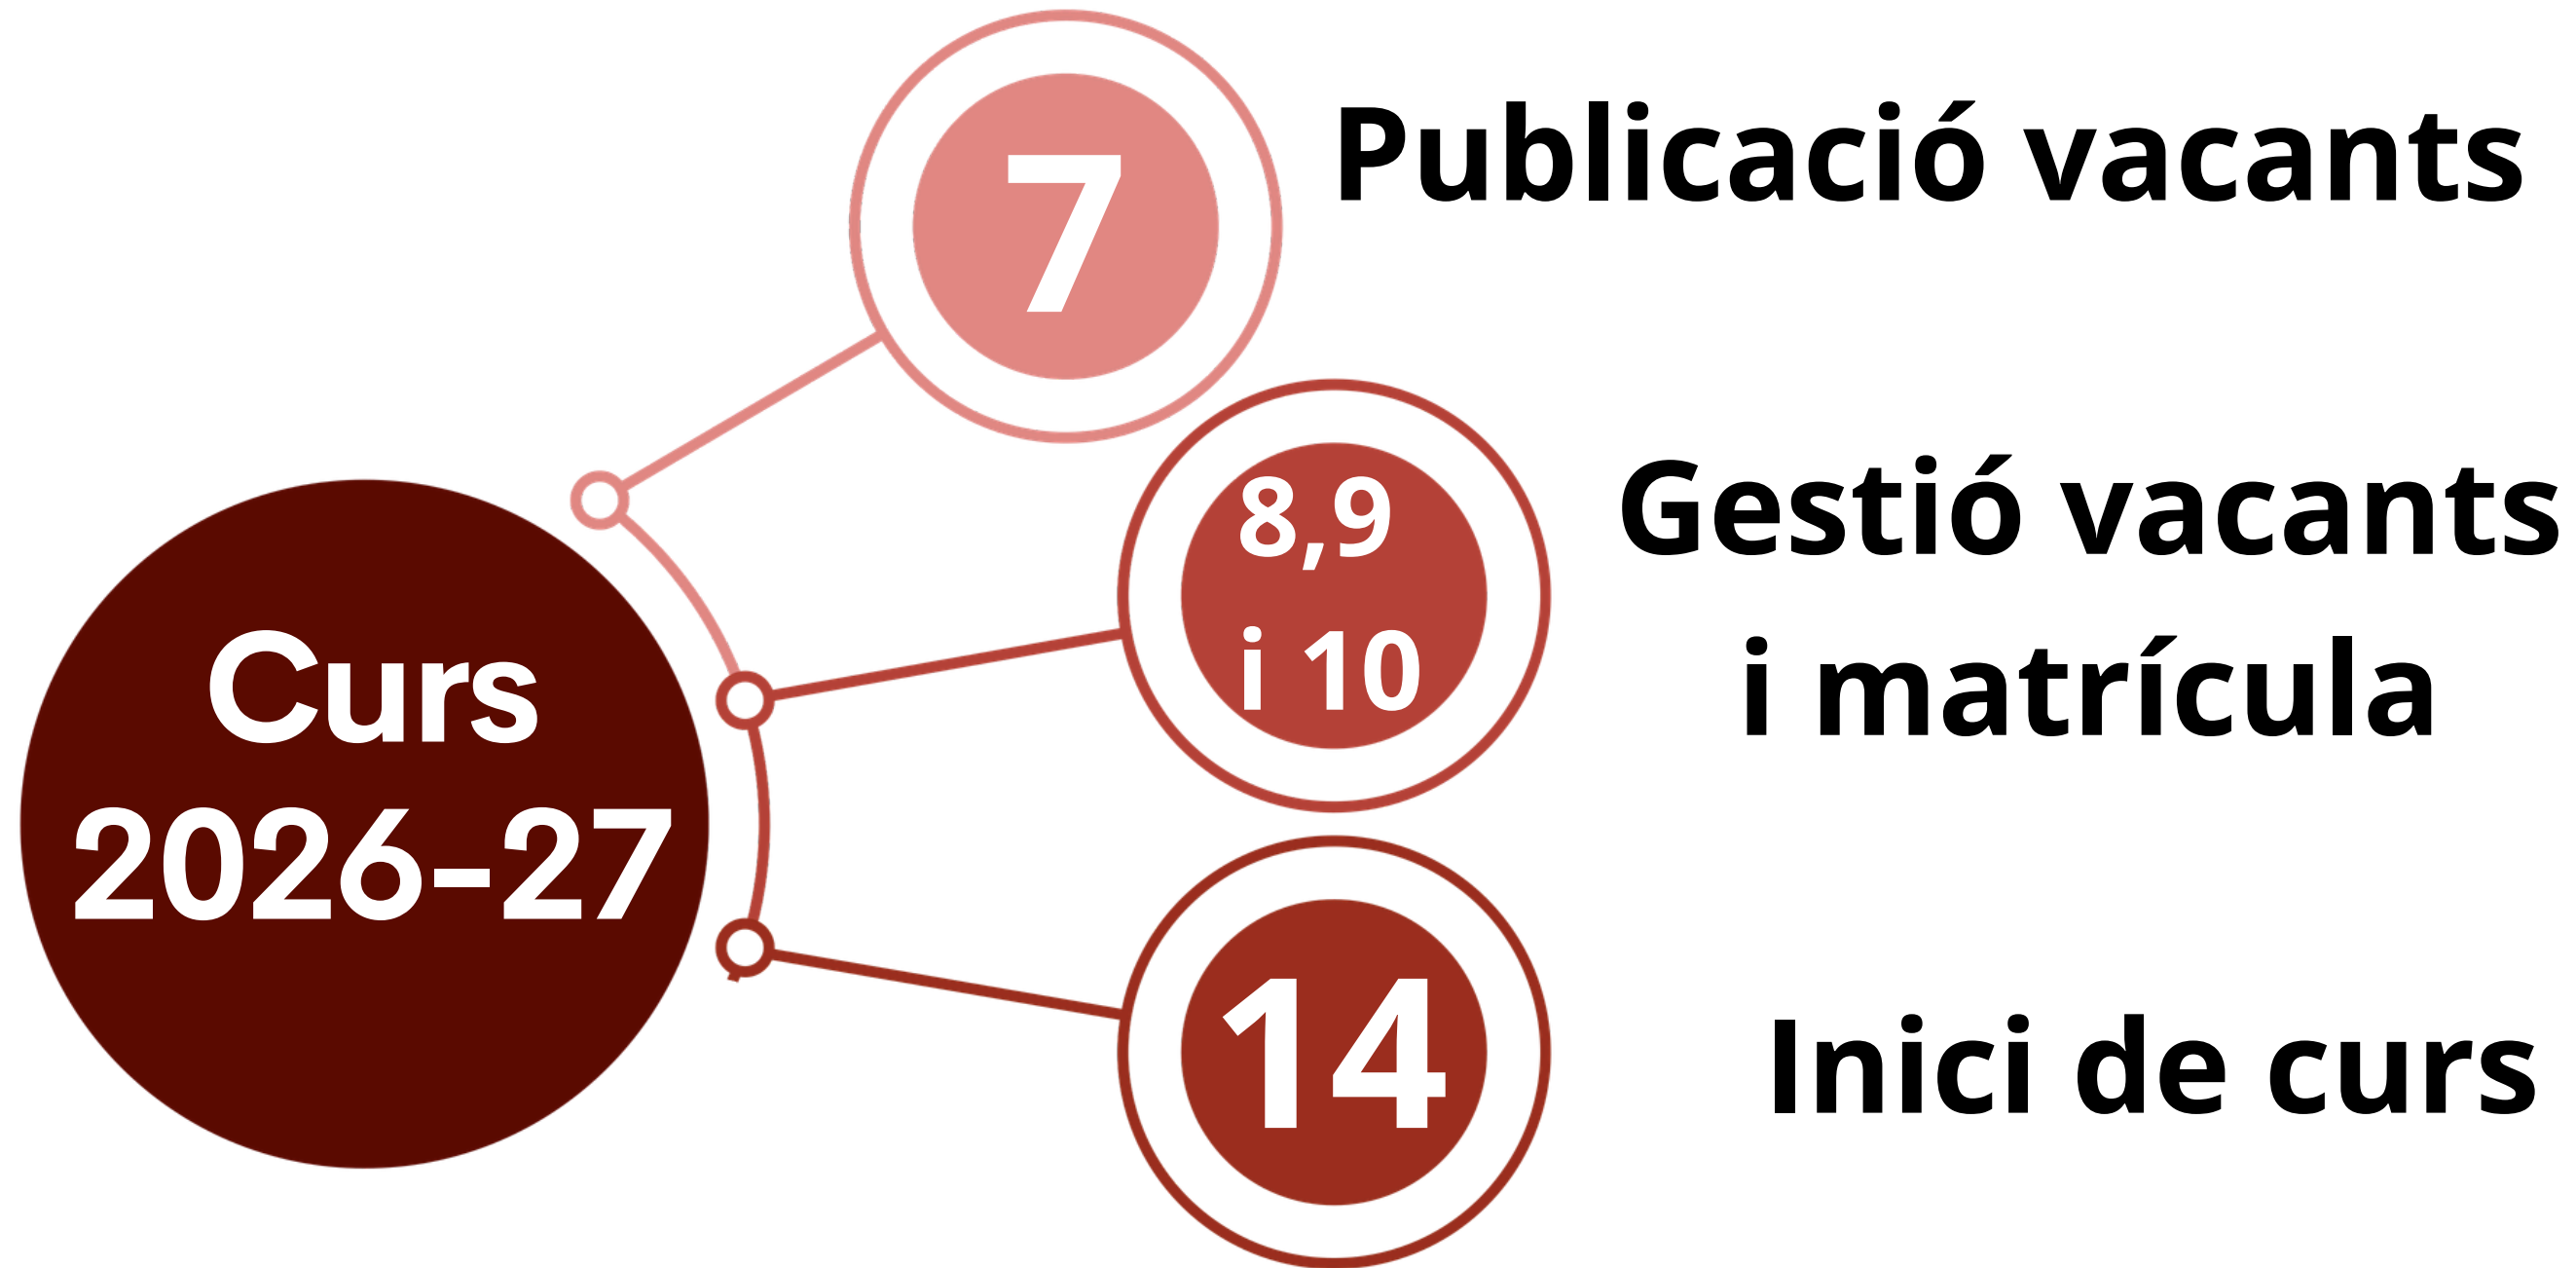 7
Publicació vacants
8,9
i 10
Gestió vacants
i matrícula
Curs
2026-27
14
Inici de curs